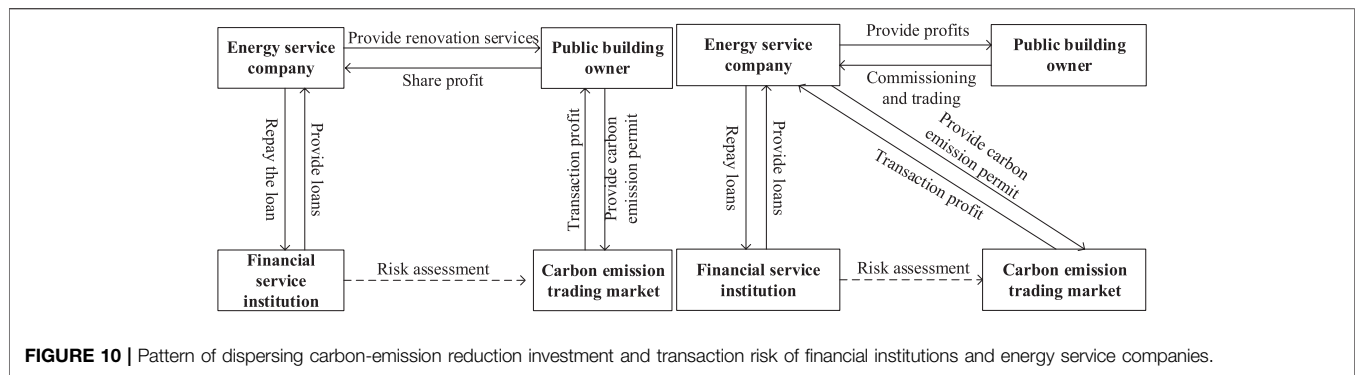 Energy service
company
Provide renovation services
Share profit
Public building
owner
Repay the loan
Provide loans
Transaction profit
Provide carbon
emission permit
Financial
service
institution
Risk assessment
Carbon emission
trading market
Energy service
company
Provide profits
Commissioning
and trading
Public building
owner
Repay loans
Provide loans
Provide carbon
emission permit
Transaction profit
Financial service
institution
Risk assessment
Carbon emission
trading market
FIGURE 10 | Pattern of dispersing carbon-emission reduction investment and transaction risk of financial institutions and energy service companies.